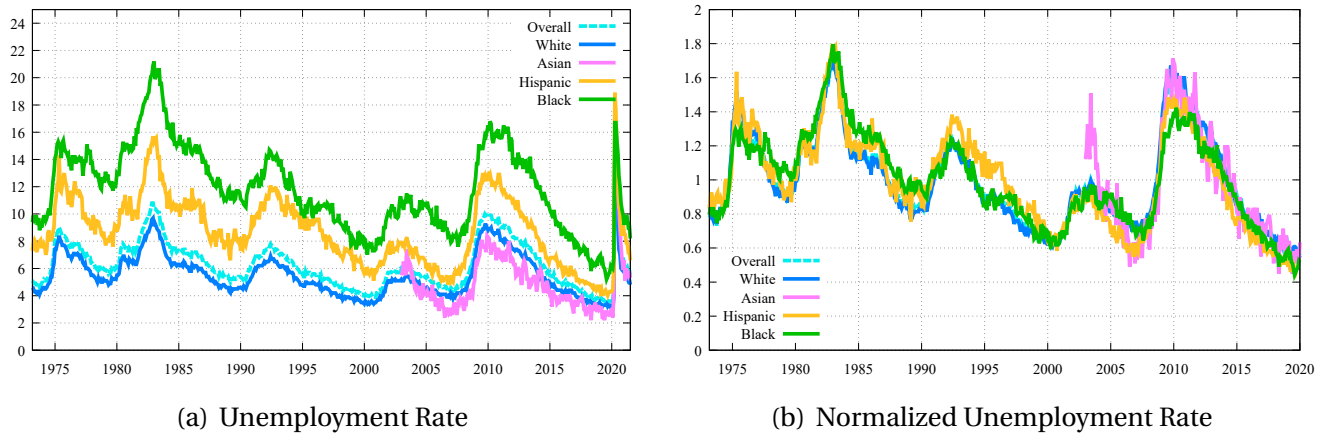 24
22
20
18
16
14
12
10
8
6
4
2
0
Overall
White
Asian
Hispanic
Black
1975 1980 1985 1990 1995 2000 2005 2010 2015 2020
(a) Unemployment Rate
2
1.8
1.6
1.4
1.2
1
0.8
0.6
0.4
0.2
0
Overall
White
Asian
Hispanic
Black
1975 1980 1985 1990 1995 2000 2005 2010 2015 2020
(b) Normalized Unemployment Rate